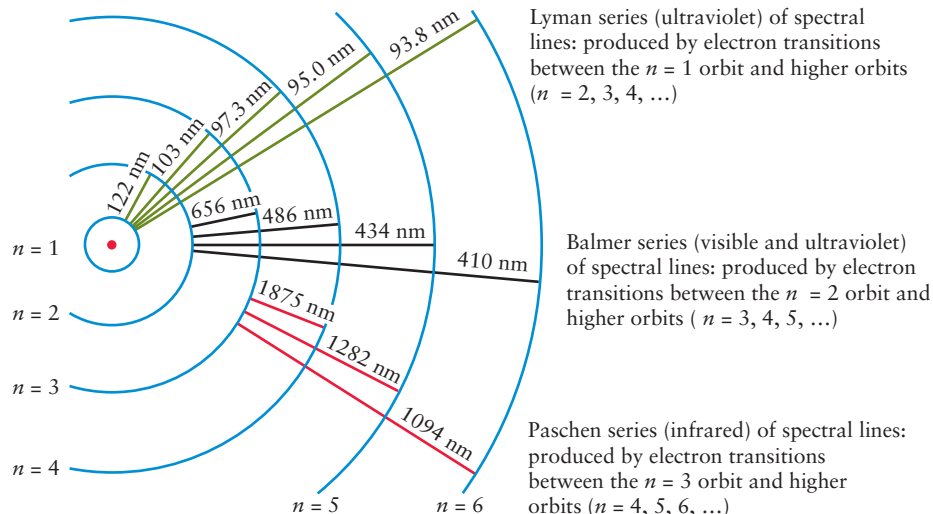 Lyman series (ultraviolet) of spectral
lines: produced by electron transitions
between the n = 1 orbit and higher orbits
(n = 2, 3, 4, …)
122 nm
103 nm
97.3 nm
95.0 nm
93.8 nm
656 nm
486 nm
434 nm
410 nm
Balmer series (visible and ultraviolet)
of spectral lines: produced by electron
transitions between the n = 2 orbit and
higher orbits ( n = 3, 4, 5, …)
1875 nm
1282 nm
1094 nm
Paschen series (infrared) of spectral lines:
produced by electron transitions
between the n = 3 orbit and higher
orbits (n = 4, 5, 6, …)
n = 1
n = 2
n = 3
n = 4
n = 5
n = 6